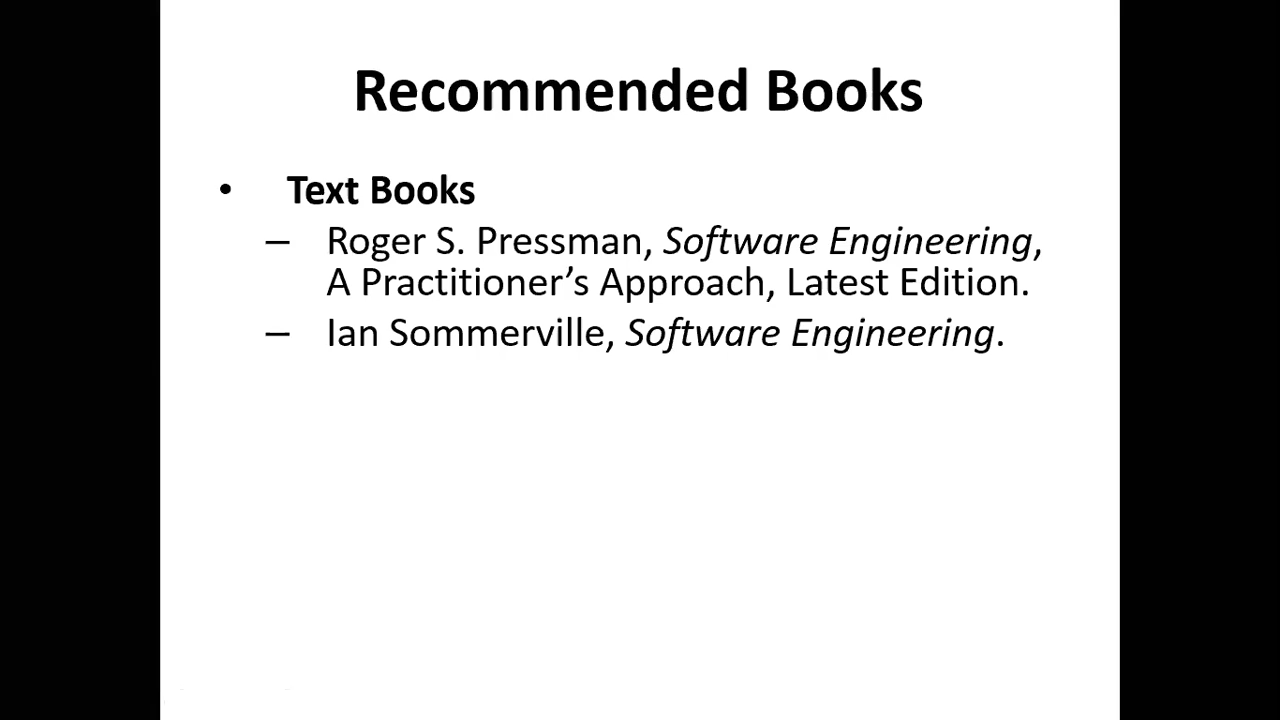 Recommended Books
• Text Books
– Roger S. Pressman, Software Engineering,
A Practitioner’s Approach, Latest Edition.
– Ian Sommerville, Software Engineering.